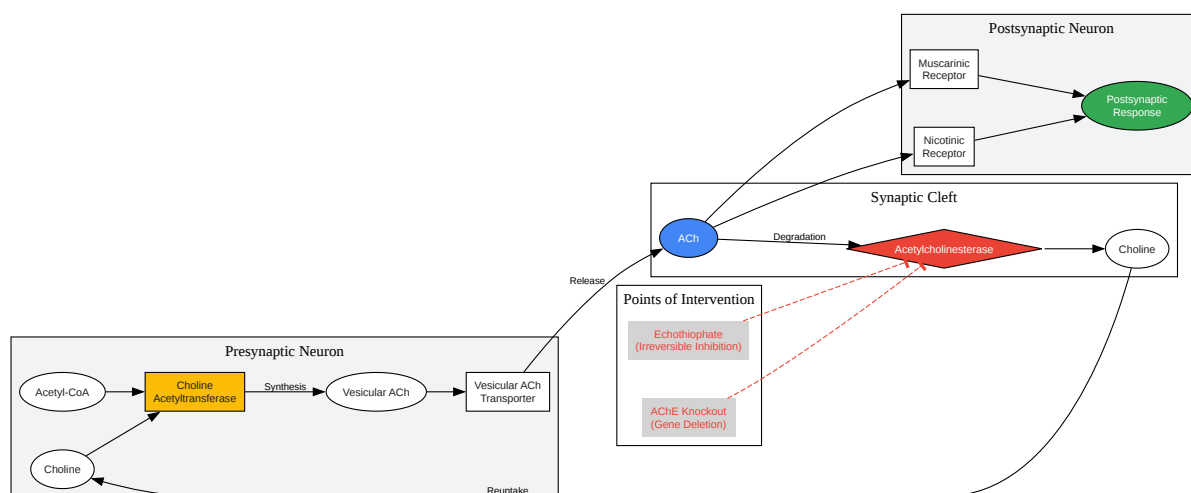 Postsynaptic Neuron
Muscarinic
Receptor
Postsynaptic
Response
Nicotinic
Receptor
Synaptic Cleft
ACh
Degradation
Acetylcholinesterase
Choline
Release
Points of Intervention
Echothiophate
(Irreversible Inhibition)
AChE Knockout
(Gene Deletion)
Presynaptic Neuron
Acetyl-CoA
Choline
Acetyltransferase
Synthesis
Vesicular ACh
Vesicular ACh
Transporter
Choline
Reuptake